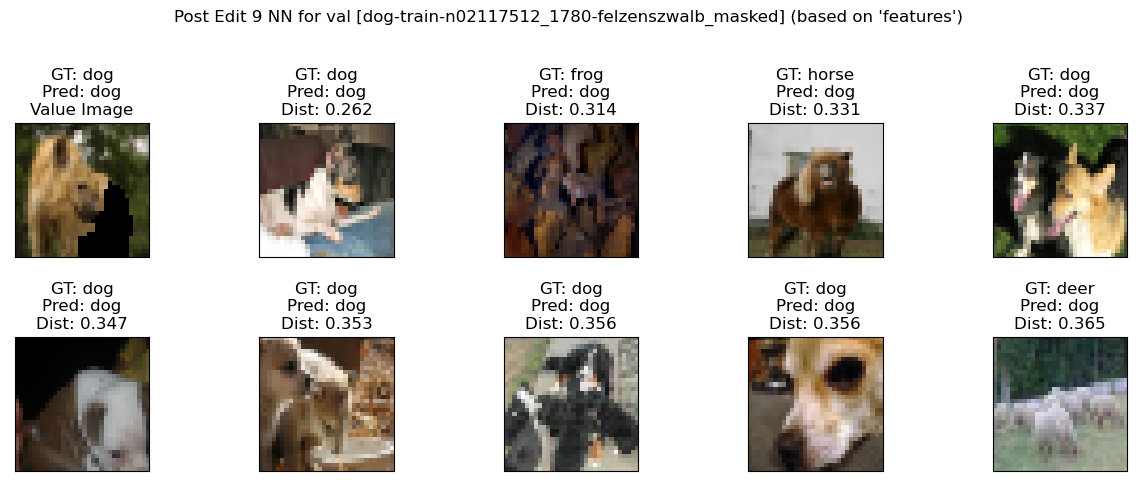 Post Edit 9 NN for val [dog-train-n02117512_1780-felzenszwalb_masked] (based on 'features')
GT: dog
Pred: dog
Value Image
GT: dog
Pred: dog
Dist: 0.262
GT: frog
Pred: dog
Dist: 0.314
GT: horse
Pred: dog
Dist: 0.331
GT: dog
Pred: dog
Dist: 0.337
GT: dog
Pred: dog
Dist: 0.347
GT: dog
Pred: dog
Dist: 0.353
GT: dog
Pred: dog
Dist: 0.356
GT: dog
Pred: dog
Dist: 0.356
GT: deer
Pred: dog
Dist: 0.365